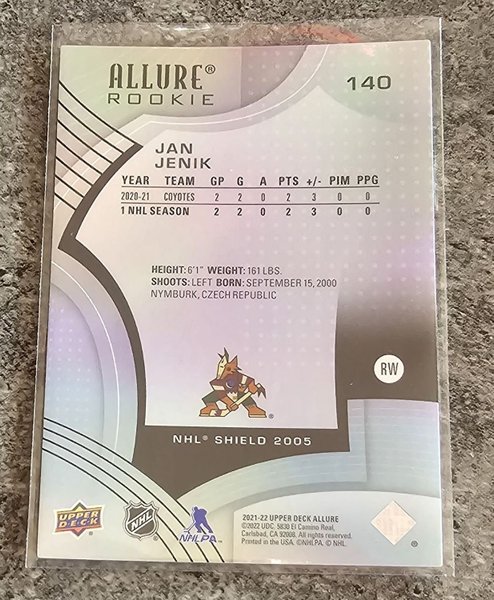 ALLURE®
ROOKIE
140
JAN
JENIK
YEAR TEAM GP G A PTS +/- PIM PPG
2020-21 COYOTES 2 2 0 2 3 0 0
1 NHL SEASON 2 2 0 2 3 0 0
HEIGHT: 6'1" WEIGHT: 161 LBS.
SHOOTS: LEFT BORN: SEPTEMBER 15, 2000
NYMBURK, CZECH REPUBLIC
RW
®
NHL® SHIELD 2005
UPPER
DECK
®
NHL
NHLPA
2021-22 UPPER DECK ALLURE
©2022 UDC, 5830 El Camino Real,
Carlsbad, CA 92008. All rights reserved.
Printed in the USA. ©NHLPA. © NHL.
®